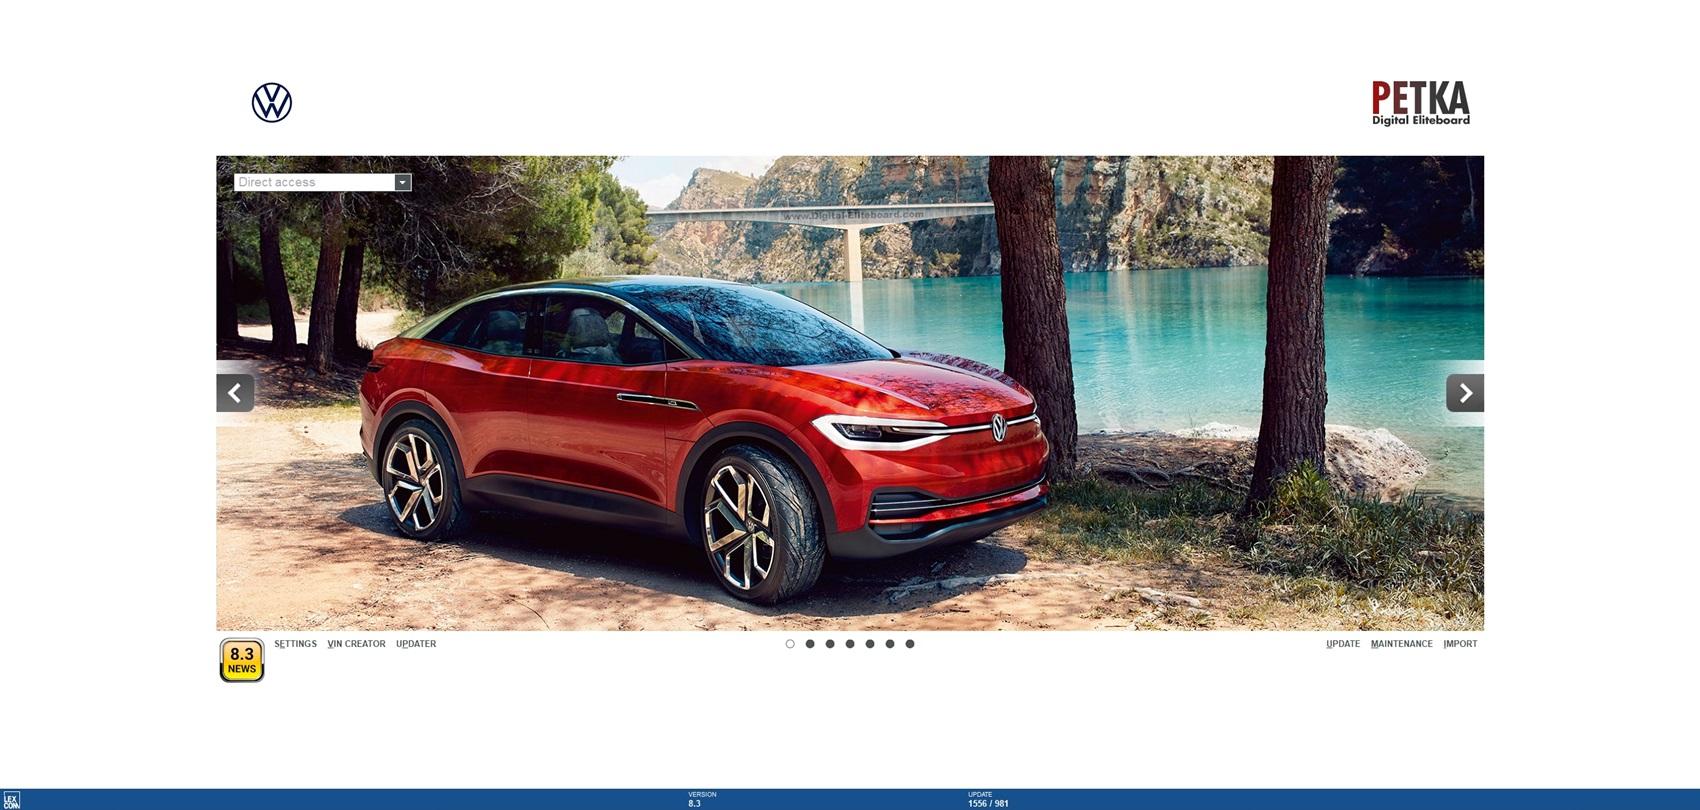 PETKA
Digital Eliteboard
Direct access
www.Digital-Eliteboard.com
8.3
NEWS
SETTINGS VIN CREATOR UPDATER
UPDATE MAINTENANCE IMPORT
LEX
COM
VERSION
8.3
UPDATE
1556 / 981